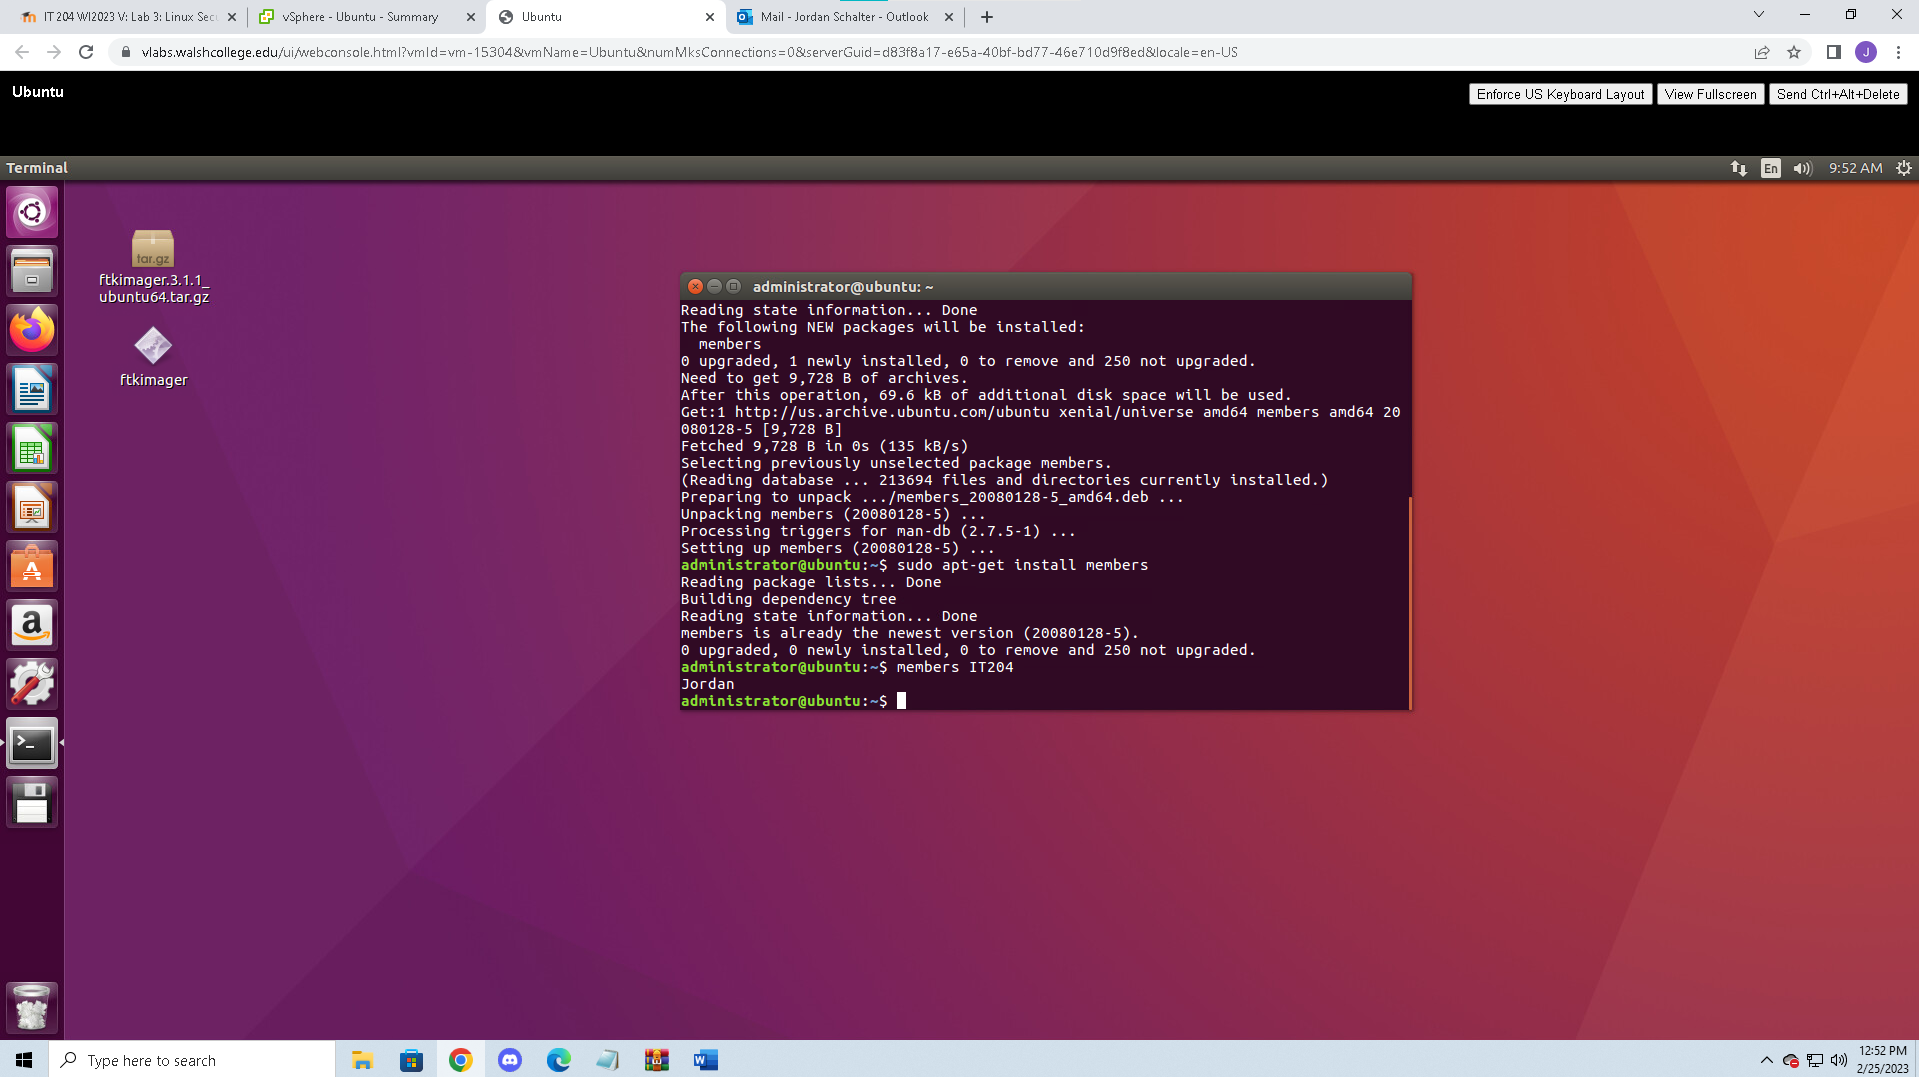 IT 204 WI2023 V: Lab 3: Linux Secu
vSphere - Ubuntu - Summary
Ubuntu
Mail - Jordan Schalter - Outlook
vlabs.walshcollege.edu/ui/webconsole.html?vmId=vm-15304&vmName=Ubuntu&numMksConnections=0&serverGuid=d83f8a17-e65a-40bf-bd77-46e710d9f8ed&locale=en-US
J
Ubuntu
Enforce US Keyboard Layout
View Fullscreen
Send Ctrl+Alt+Delete
Terminal
En
9:52 AM
tar.gz
ftkimager.3.1.1_
ubuntu64.tar.gz
ftkimager
administrator@ubuntu: ~
Reading state information... Done
The following NEW packages will be installed:
  members
0 upgraded, 1 newly installed, 0 to remove and 250 not upgraded.
Need to get 9,728 B of archives.
After this operation, 69.6 kB of additional disk space will be used.
Get:1 http://us.archive.ubuntu.com/ubuntu xenial/universe amd64 members amd64 20
080128-5 [9,728 B]
Fetched 9,728 B in 0s (135 kB/s)
Selecting previously unselected package members.
(Reading database ... 213694 files and directories currently installed.)
Preparing to unpack .../members_20080128-5_amd64.deb ...
Unpacking members (20080128-5) ...
Processing triggers for man-db (2.7.5-1) ...
Setting up members (20080128-5) ...
administrator@ubuntu:~$ sudo apt-get install members
Reading package lists... Done
Building dependency tree
Reading state information... Done
members is already the newest version (20080128-5).
0 upgraded, 0 newly installed, 0 to remove and 250 not upgraded.
administrator@ubuntu:~$ members IT204
Jordan
administrator@ubuntu:~$
Type here to search
12:52 PM
2/25/2023